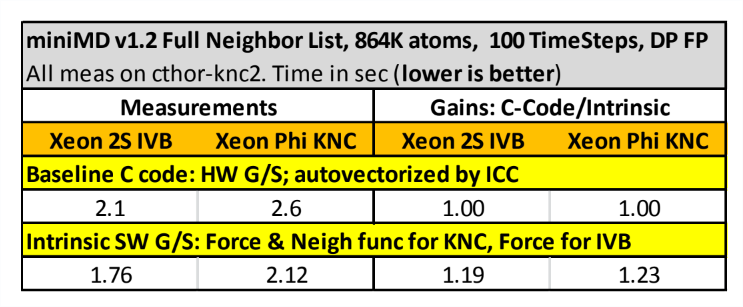 miniMD v1.2 Full Neighbor List, 864K atoms, 100 TimeSteps, DP FP
All meas on cthor-knc2. Time in sec (lower is better)
Measurements Gains: C-Code/Intrinsic
Xeon 2S IVB Xeon Phi KNC Xeon 2S IVB Xeon Phi KNC
Baseline C code: HW G/S; autovectorized by ICC
2.1 2.6 1.00 1.00
Intrinsic SW G/S: Force & Neigh func for KNC, Force for IVB
1.76 2.12 1.19 1.23